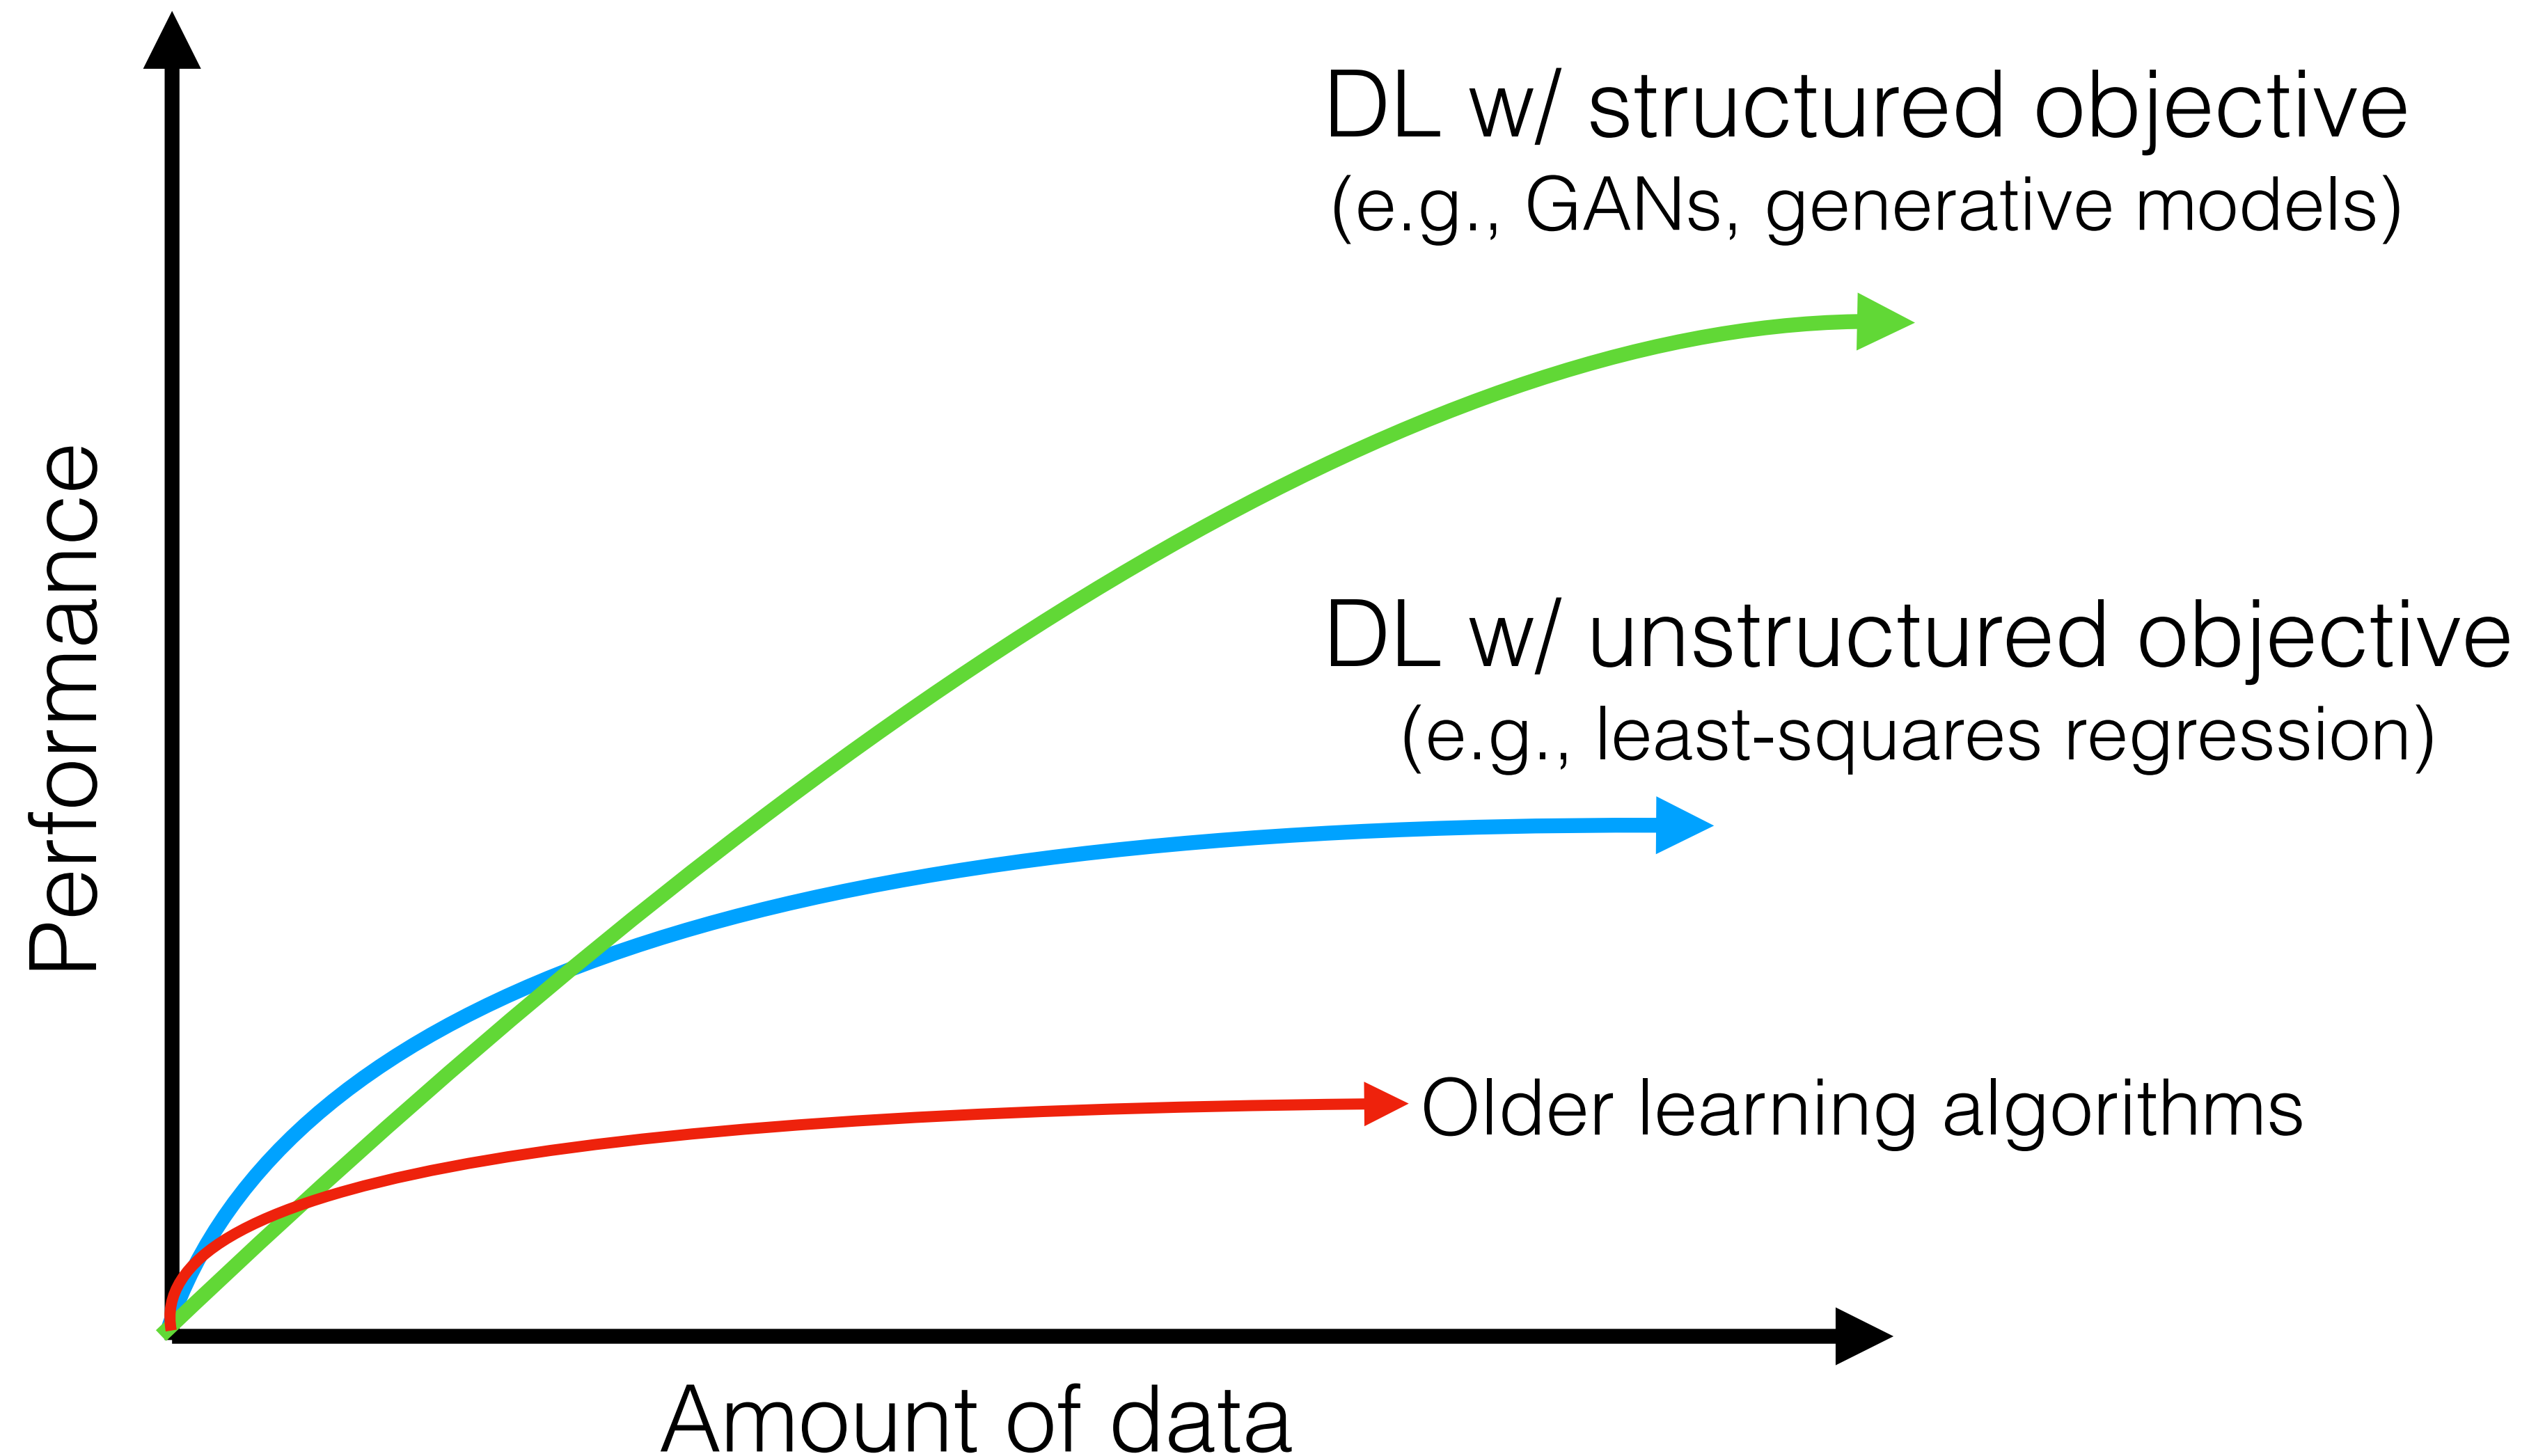 DL w/ structured objective
(e.g., GANs, generative models)
Performance
DL w/ unstructured objective
(e.g., least-squares regression)
Older learning algorithms
Amount of data